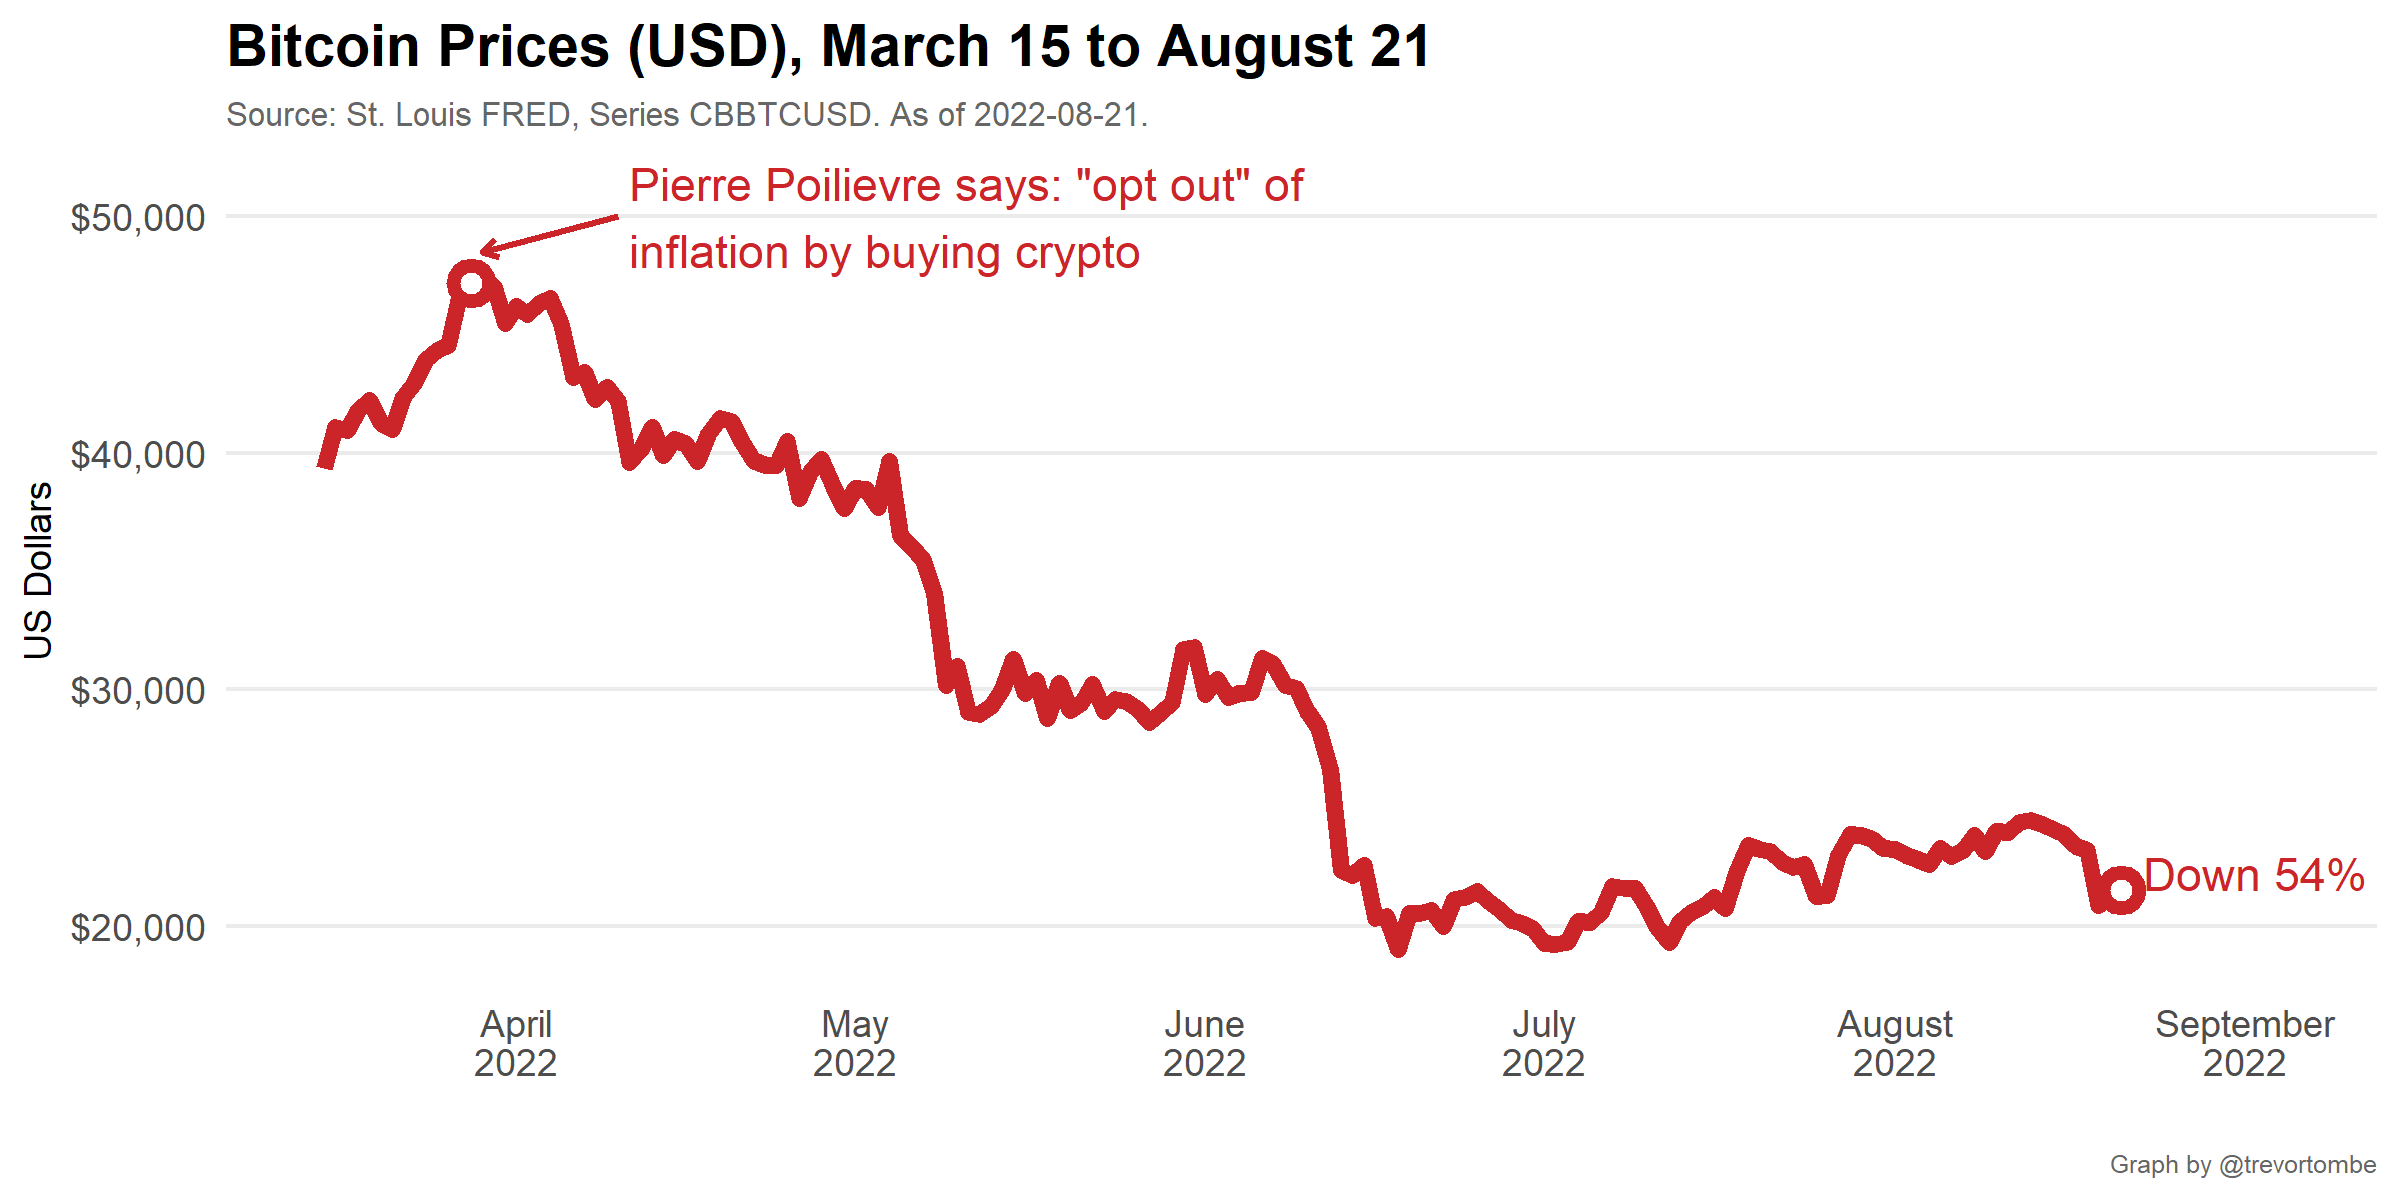 Bitcoin Prices (USD), March 15 to August 21
Source: St. Louis FRED, Series CBBTCUSD. As of 2022-08-21.
Pierre Poilievre says: "opt out" of
inflation by buying crypto
$50,000
$40,000
$30,000
$20,000
US Dollars
Down 54%
April
2022
May
2022
June
2022
July
2022
August
2022
September
2022
Graph by @trevortombe